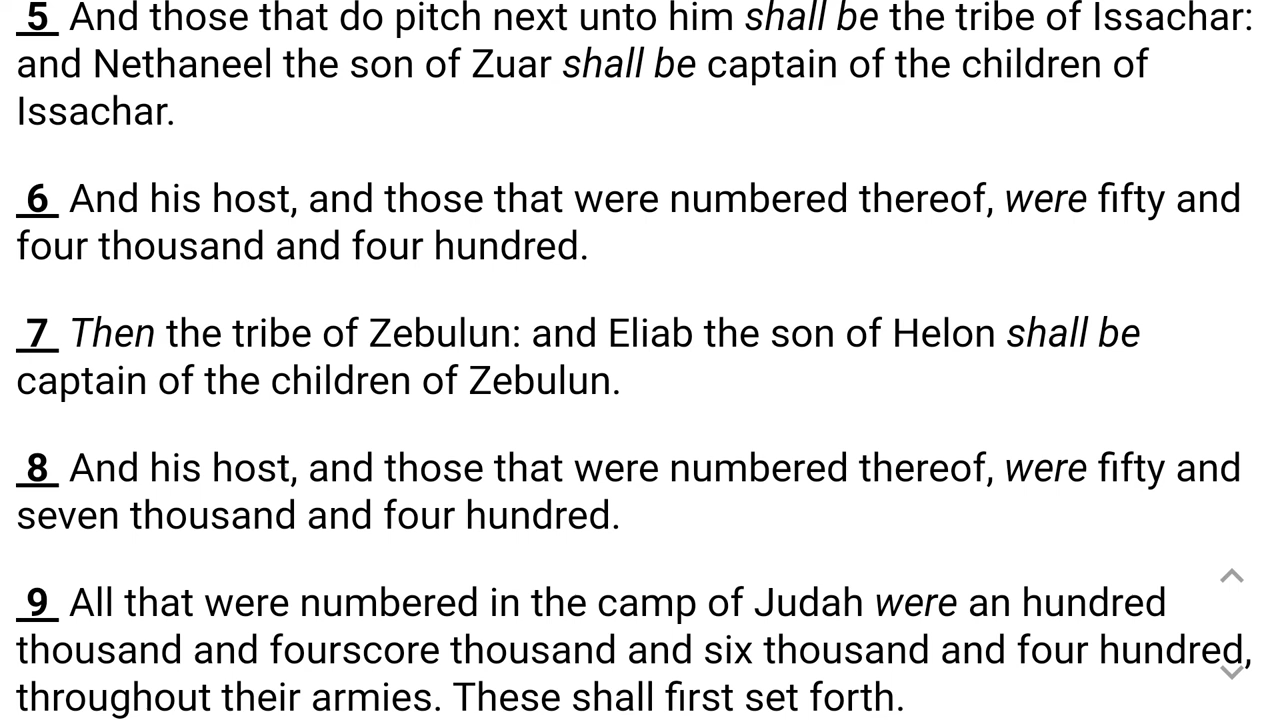 5 And those that do pitch next unto him shall be the tribe of Issachar:
and Nethaneel the son of Zuar shall be captain of the children of
Issachar.
6 And his host, and those that were numbered thereof, were fifty and
four thousand and four hundred.
7 Then the tribe of Zebulun: and Eliab the son of Helon shall be
captain of the children of Zebulun.
8 And his host, and those that were numbered thereof, were fifty and
seven thousand and four hundred.
9 All that were numbered in the camp of Judah were an hundred
thousand and fourscore thousand and six thousand and four hundred,
throughout their armies. These shall first set forth.